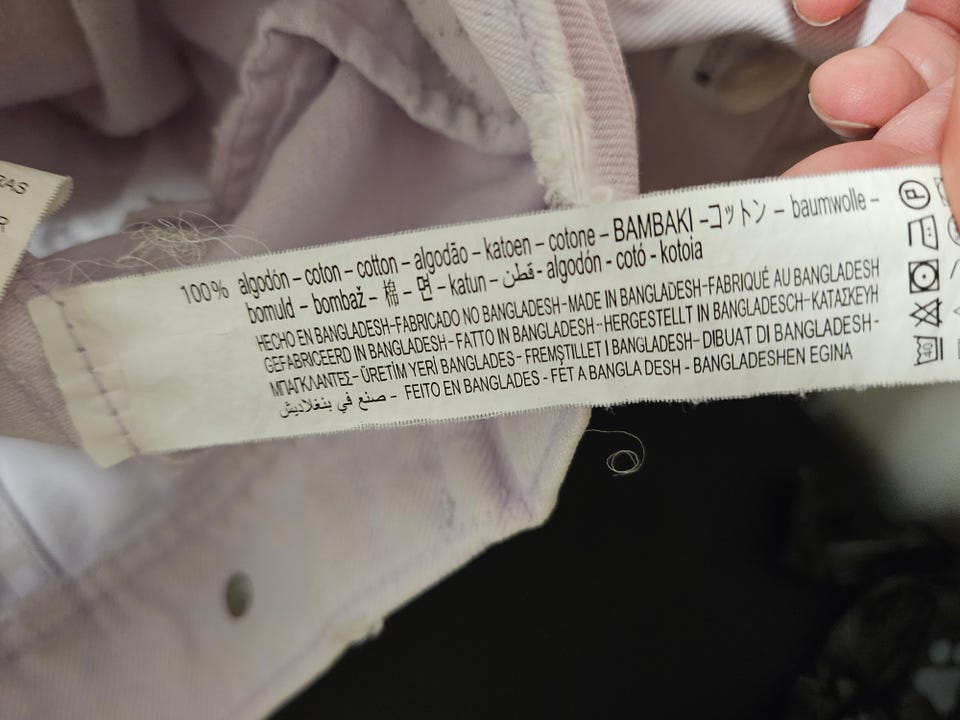 RAS
R
100% algodón – coton – cotton – algodão – katoen – cotone – BAMBAKI –コットン – baumwolle –
bomuld – bombaž – 棉 – 면 – katun – قطن - algodón - cotó - kotoia
HECHO EN BANGLADESH-FABRICADO NO BANGLADESH-MADE IN BANGLADESH-FABRIQUÉ AU BANGLADESH
GEFABRICEERD IN BANGLADESH - FATTO IN BANGLADESH -HERGESTELLT IN BANGLADESCH-ΚΑΤΑΣΚΕΥΗ
ΜΠΑΓΚΛΑΝΤΕΣ- ÜRETİM YERİ BANGLADES - FREMSTILLET I BANGLADESH- DIBUAT DI BANGLADESH-
صنع في بنغلاديش - FEITO EN BANGLADES - FET A BANGLA DESH - BANGLADESHEN EGINA
P
40